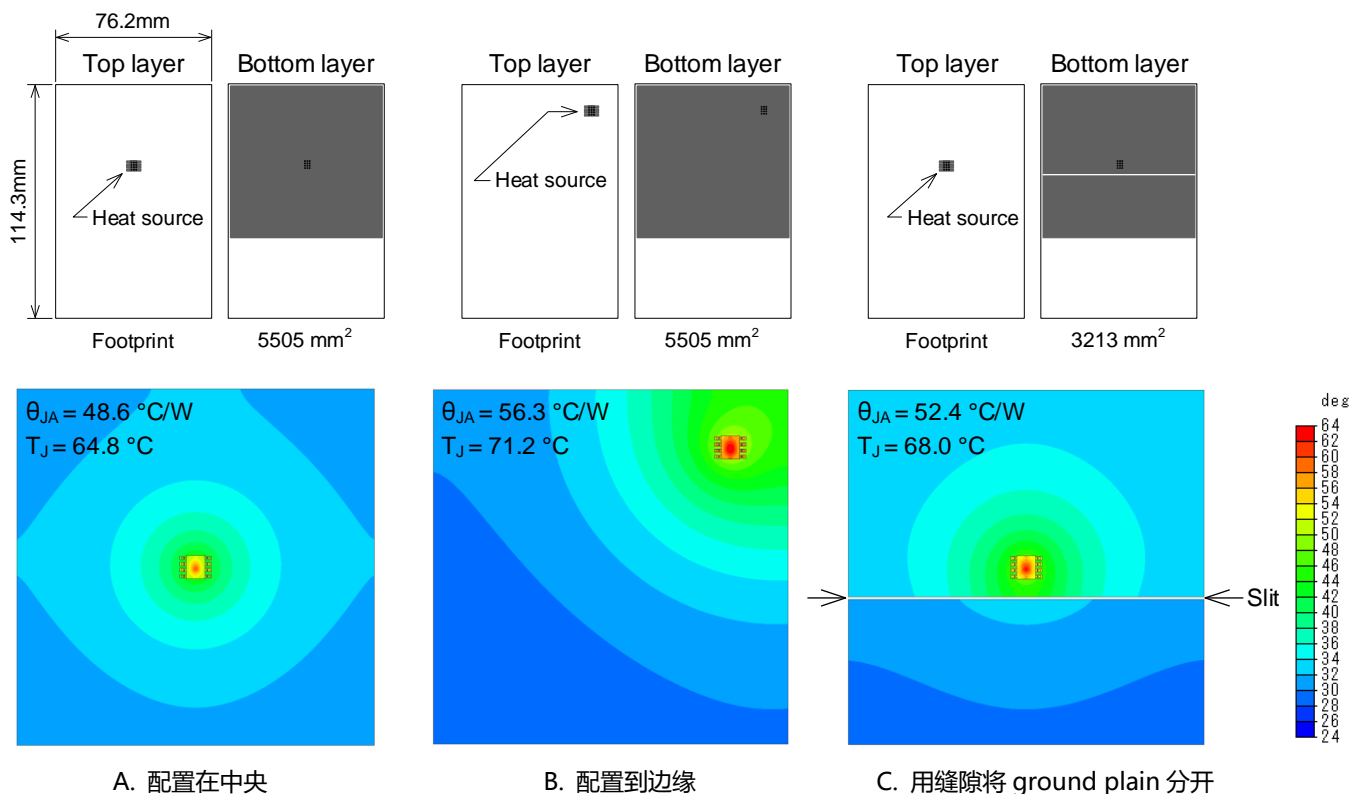 76.2mm
Top layer
Bottom layer
114.3mm
Heat source
Footprint
5505 mm²
Top layer
Bottom layer
Heat source
Footprint
5505 mm²
Top layer
Bottom layer
Heat source
Footprint
3213 mm²
θJA = 48.6 °C/W
TJ = 64.8 °C
θJA = 56.3 °C/W
TJ = 71.2 °C
θJA = 52.4 °C/W
TJ = 68.0 °C
Slit
deg
64
62
60
58
56
54
52
50
48
46
44
42
40
38
36
34
32
30
28
26
24
A. 配置在中央
B. 配置到边缘
C. 用缝隙将 ground plain 分开